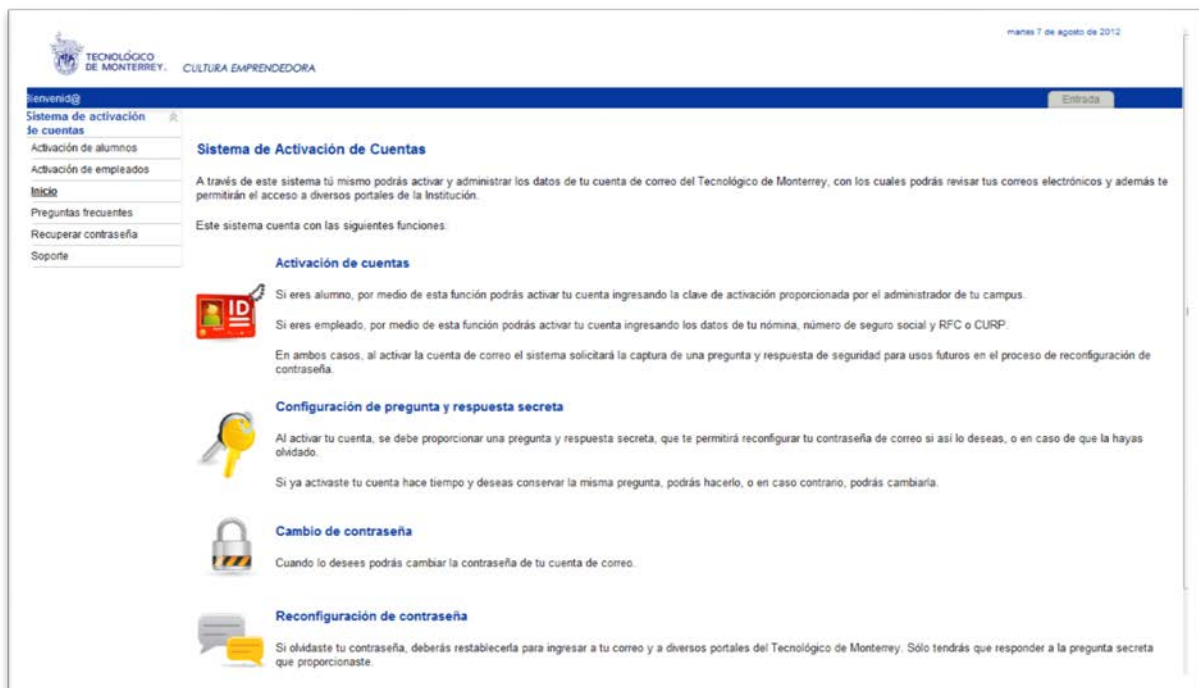 martes 7 de agosto de 2012
TECNOLÓGICO
DE MONTERREY.
CULTURA EMPRENDEDORA
Bienvenid@
Entrada
Sistema de activación
de cuentas
Activación de alumnos
Activación de empleados
Inicio
Preguntas frecuentes
Recuperar contraseña
Soporte
Sistema de Activación de Cuentas
A través de este sistema tú mismo podrás activar y administrar los datos de tu cuenta de correo del Tecnológico de Monterrey, con los cuales podrás revisar tus correos electrónicos y además te
permitirán el acceso a diversos portales de la Institución.
Este sistema cuenta con las siguientes funciones:
Activación de cuentas
ID
Si eres alumno, por medio de esta función podrás activar tu cuenta ingresando la clave de activación proporcionada por el administrador de tu campus.
Si eres empleado, por medio de esta función podrás activar tu cuenta ingresando los datos de tu nómina, número de seguro social y RFC o CURP.
En ambos casos, al activar la cuenta de correo el sistema solicitará la captura de una pregunta y respuesta de seguridad para usos futuros en el proceso de reconfiguración de
contraseña.
Configuración de pregunta y respuesta secreta
Al activar tu cuenta, se debe proporcionar una pregunta y respuesta secreta, que te permitirá reconfigurar tu contraseña de correo si así lo deseas, o en caso de que la hayas
olvidado.
Si ya activaste tu cuenta hace tiempo y deseas conservar la misma pregunta, podrás hacerlo, o en caso contrario, podrás cambiarla.
Cambio de contraseña
Cuando lo desees podrás cambiar la contraseña de tu cuenta de correo.
Reconfiguración de contraseña
Si olvidaste tu contraseña, deberás restablecerla para ingresar a tu correo y a diversos portales del Tecnológico de Monterrey. Sólo tendrás que responder a la pregunta secreta
que proporcionaste.